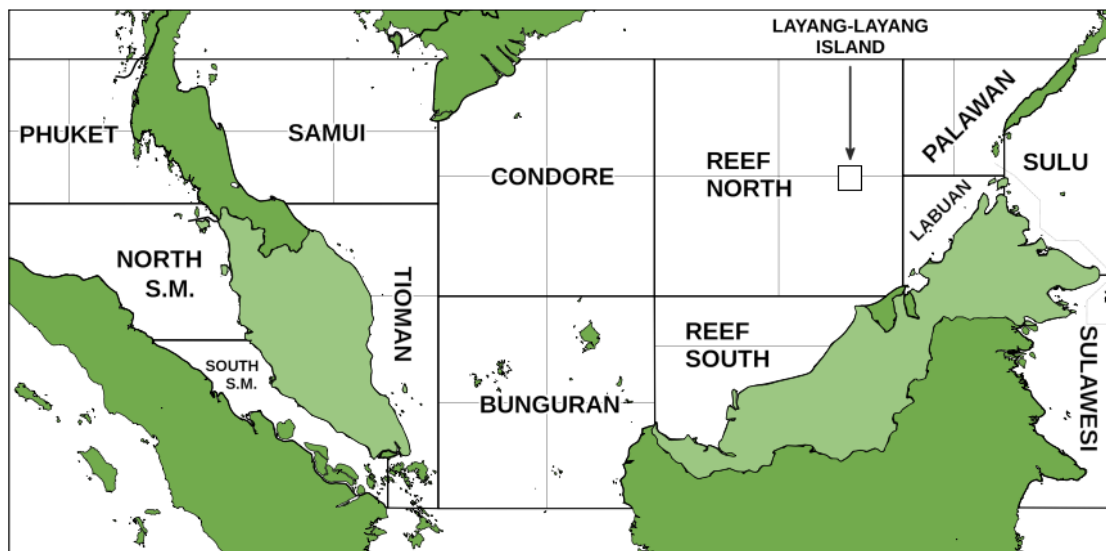 LAYANG-LAYANG
ISLAND
PHUKET
SAMUI
CONDORE
REEF
NORTH
PALAWAN
SULU
LABUAN
NORTH
S.M.
TIOMAN
SOUTH
S.M.
REEF
SOUTH
BUNGURAN
SULAWESI